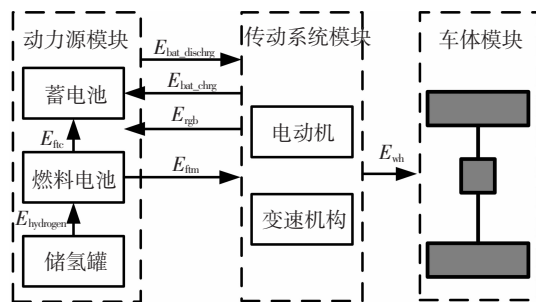 动力源模块
传动系统模块
车体模块
E_bat_dischrg
蓄电池
E_bat_chrg
E_rgb
电动机
E_ftc
E_wh
燃料电池
E_ftm
E_hydrogen
变速机构
储氢罐